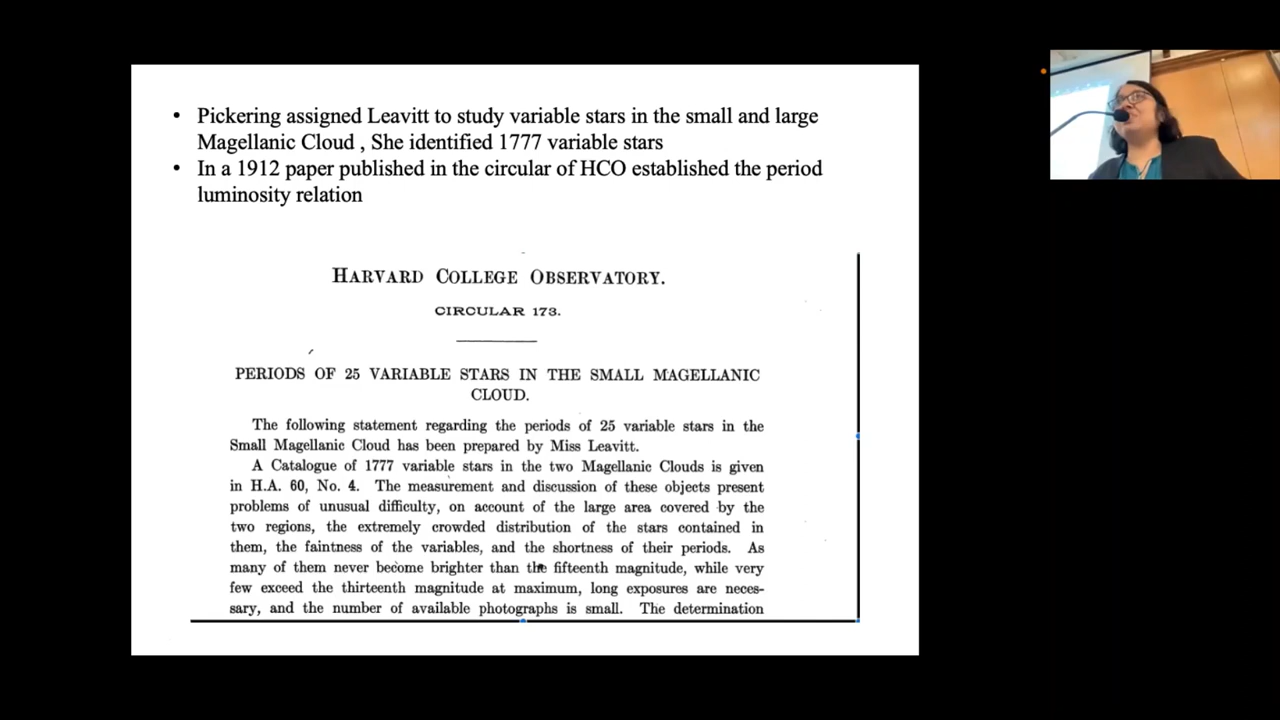 • Pickering assigned Leavitt to study variable stars in the small and large
Magellanic Cloud , She identified 1777 variable stars
• In a 1912 paper published in the circular of HCO established the period
luminosity relation
HARVARD COLLEGE OBSERVATORY.
CIRCULAR 173.
PERIODS OF 25 VARIABLE STARS IN THE SMALL MAGELLANIC
CLOUD.
The following statement regarding the periods of 25 variable stars in the
Small Magellanic Cloud has been prepared by Miss Leavitt.
A Catalogue of 1777 variable stars in the two Magellanic Clouds is given
in H.A. 60, No. 4. The measurement and discussion of these objects present
problems of unusual difficulty, on account of the large area covered by the
two regions, the extremely crowded distribution of the stars contained in
them, the faintness of the variables, and the shortness of their periods. As
many of them never become brighter than the fifteenth magnitude, while very
few exceed the thirteenth magnitude at maximum, long exposures are neces-
sary, and the number of available photographs is small. The determination